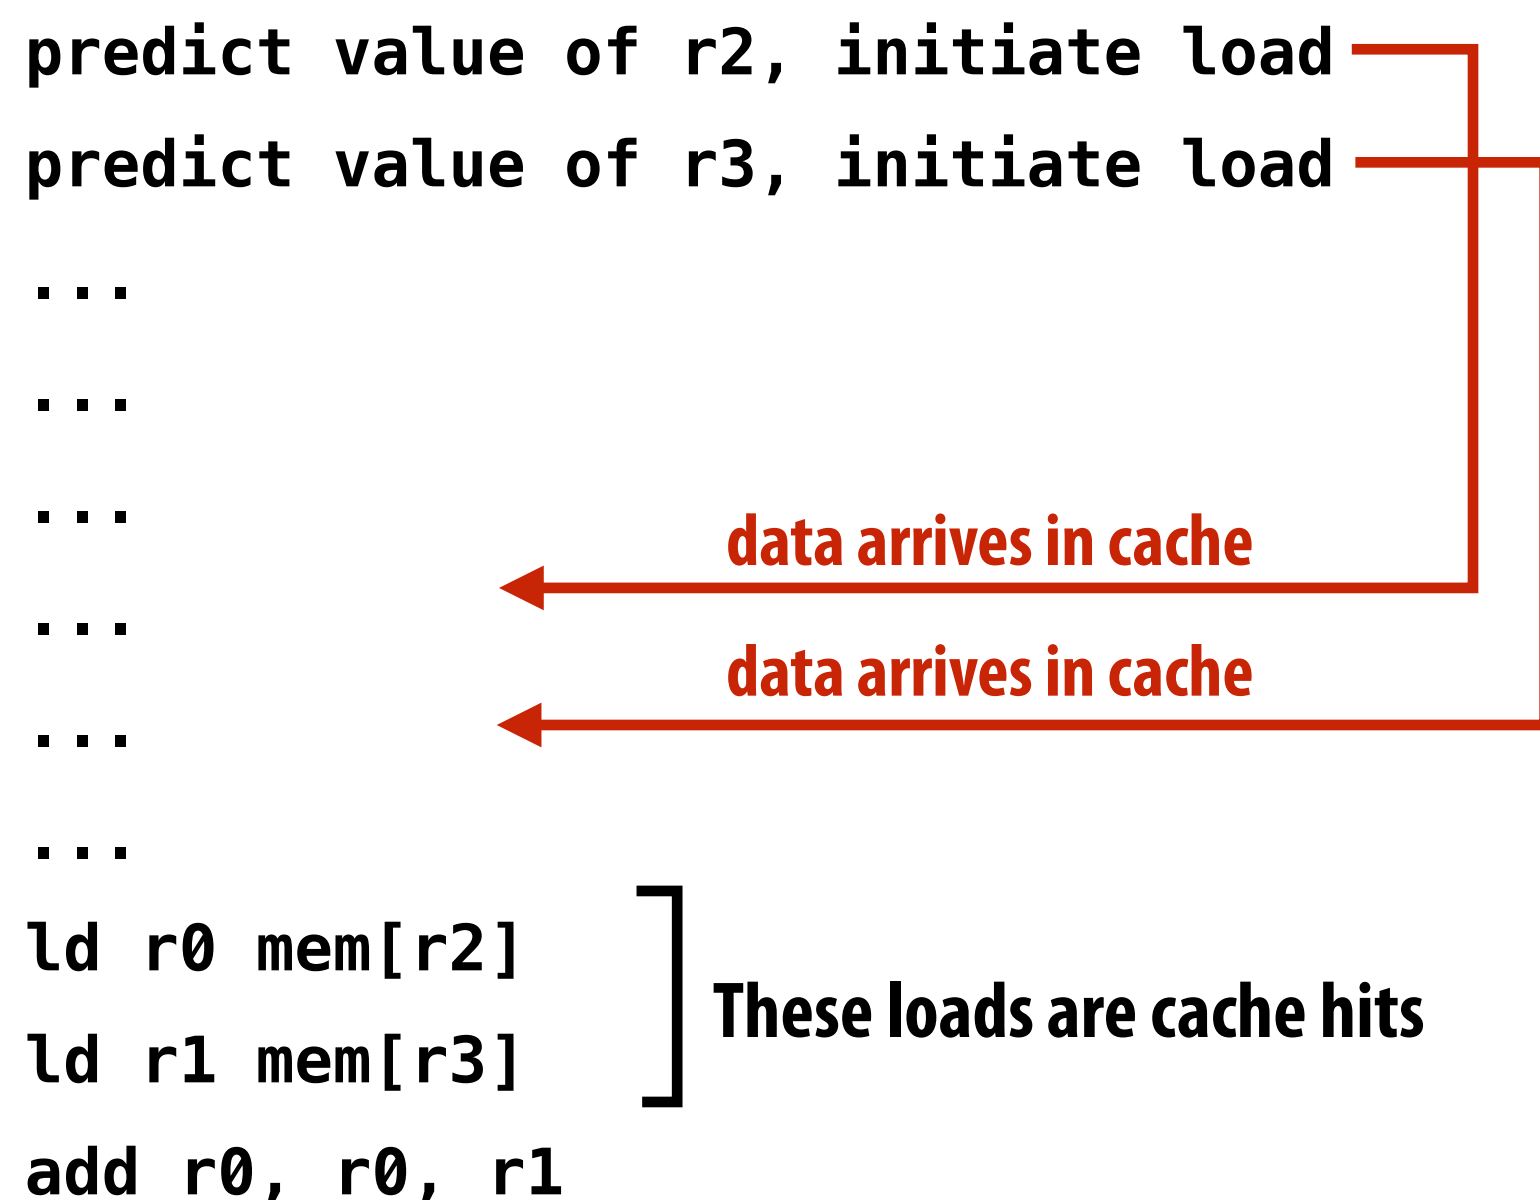 predict value of r2, initiate load
predict value of r3, initiate load
...
...
...
data arrives in cache
...
data arrives in cache
...
...
ld r0 mem[r2]
ld r1 mem[r3]
These loads are cache hits
add r0, r0, r1